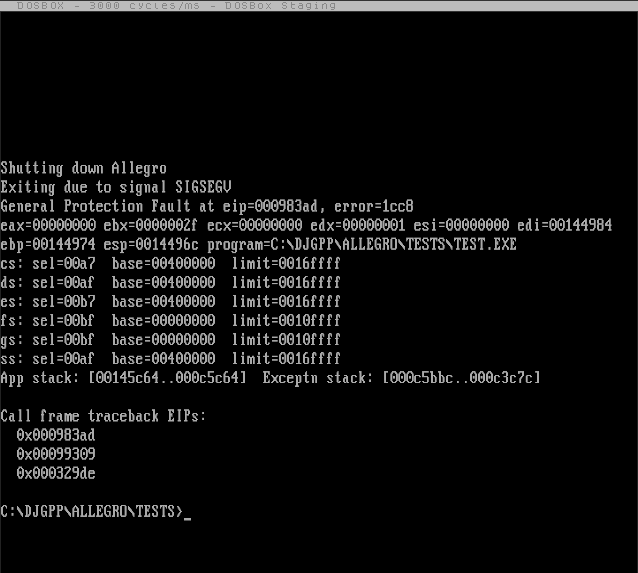 DOSBOX - 3000 cycles/ms - DOSBox Staging
Shutting down Allegro
Exiting due to signal SIGSEGV
General Protection Fault at eip=000983ad, error=1cc8
eax=00000000 ebx=0000002f ecx=00000000 edx=00000001 esi=00000000 edi=00144984
ebp=00144974 esp=0014496c program=C:\DJGPP\ALLEGRO\TESTS\TEST.EXE
cs: sel=00a7  base=00400000  limit=0016ffff
ds: sel=00af  base=00400000  limit=0016ffff
es: sel=00b7  base=00400000  limit=0016ffff
fs: sel=00bf  base=00000000  limit=0010ffff
gs: sel=00bf  base=00000000  limit=0010ffff
ss: sel=00af  base=00400000  limit=0016ffff
App stack: [00145c64..000c5c64]  Exceptn stack: [000c5bbc..000c3c7c]
Call frame traceback EIPs:
  0x000983ad
  0x00099309
  0x000329de
C:\DJGPP\ALLEGRO\TESTS>_